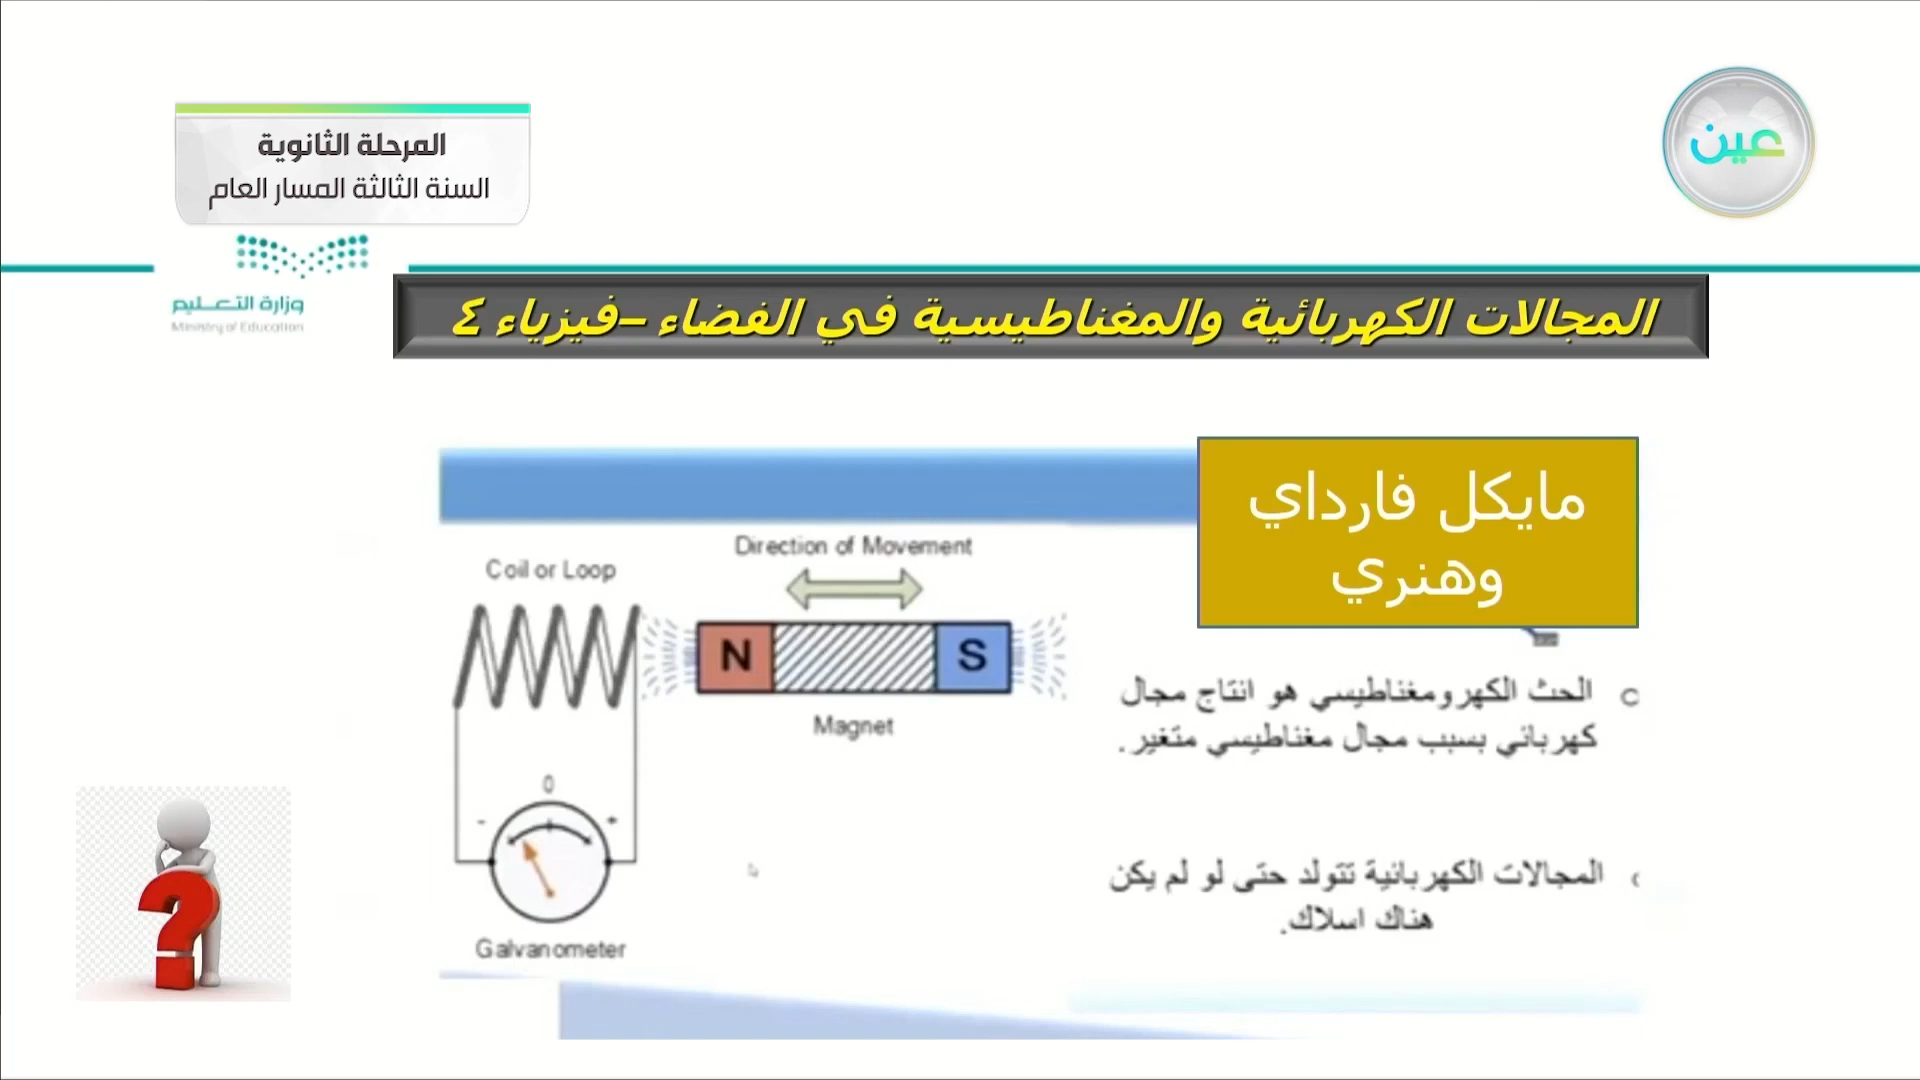 عين
المرحلة الثانوية
السنة الثالثة المسار العام
وزارة التعليم
Ministry of Education
المجالات الكهربائية والمغناطيسية في الفضاء –فيزياء ٤
مايكل فارداي
وهنري
الحث الكهرومغناطيسي هو انتاج مجال
كهربائي بسبب مجال مغناطيسي متغير.
المجالات الكهربائية تتولد حتى لو لم يكن
هناك اسلاك.
Direction of Movement
Coil or Loop
N
S
Magnet
0
- +
Galvanometer
?